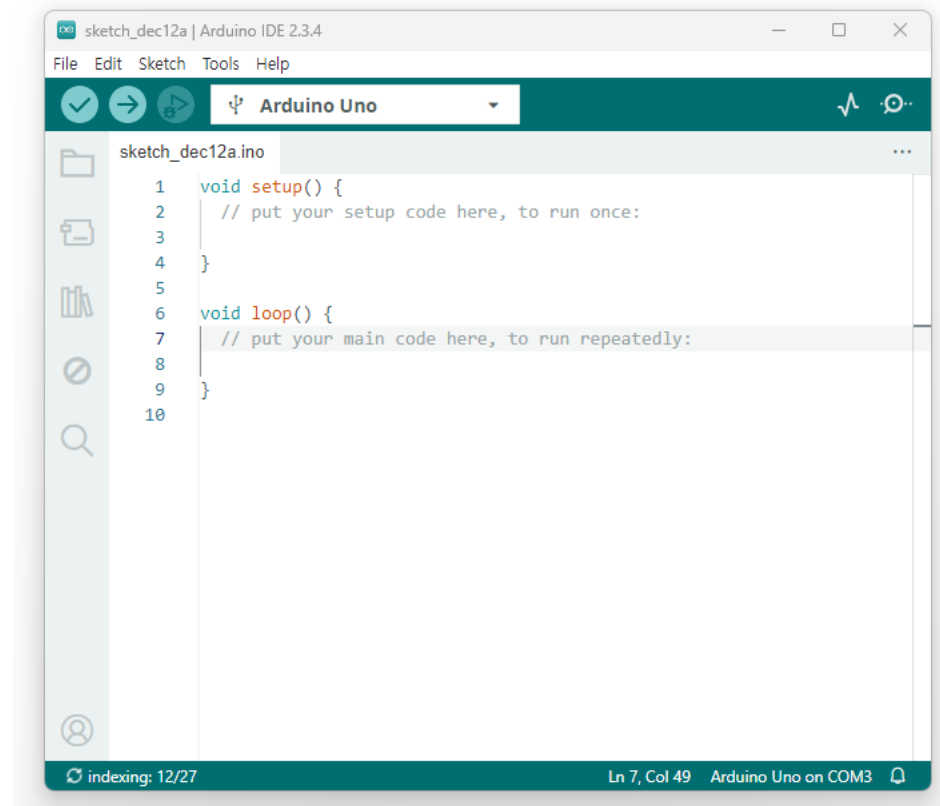 sketch_dec12a | Arduino IDE 2.3.4
File Edit Sketch Tools Help
Arduino Uno
sketch_dec12a.ino
1 void setup() {
2 // put your setup code here, to run once:
3
4 }
5
6 void loop() {
7 // put your main code here, to run repeatedly:
8
9 }
10
indexing: 12/27 Ln 7, Col 49 Arduino Uno on COM3